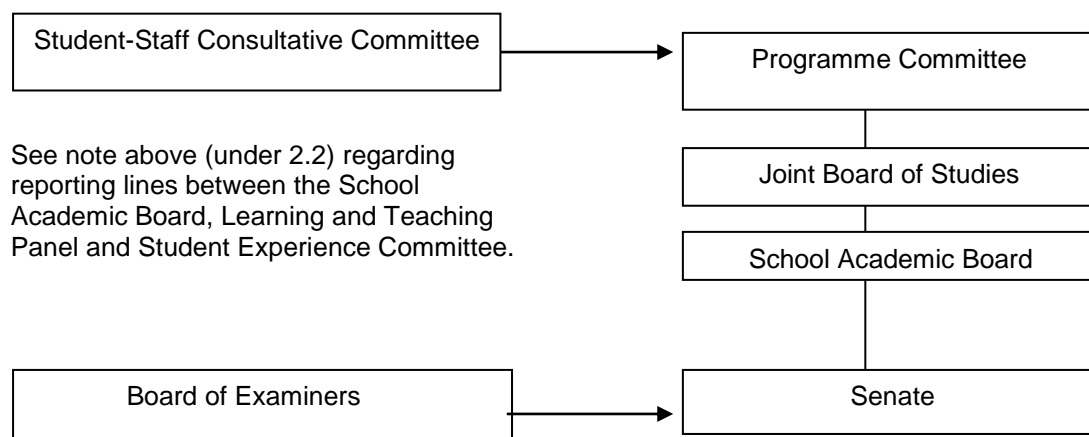 Student-Staff Consultative Committee
Programme Committee
See note above (under 2.2) regarding
reporting lines between the School
Academic Board, Learning and Teaching
Panel and Student Experience Committee.
Joint Board of Studies
School Academic Board
Board of Examiners
Senate